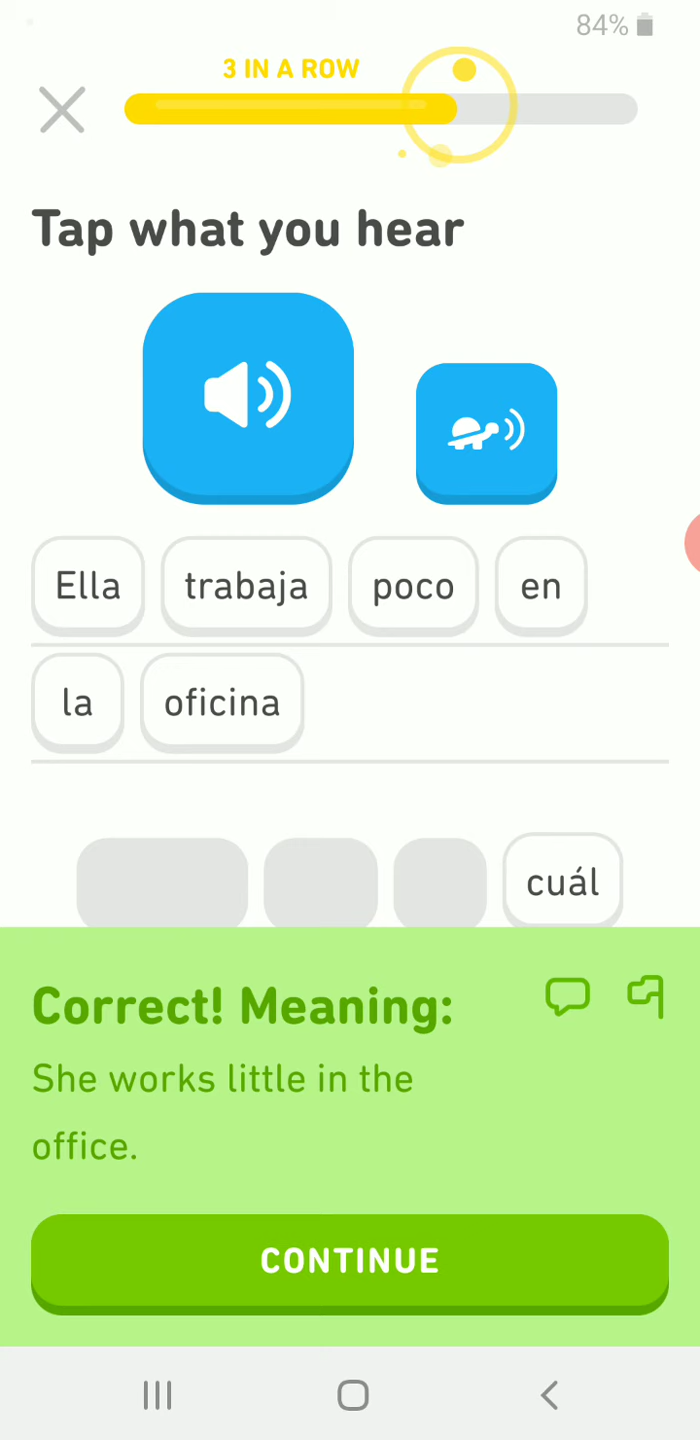 84%
3 IN A ROW
Tap what you hear
Ella trabaja poco en
la oficina
cuál
Correct! Meaning:
She works little in the
office.
CONTINUE